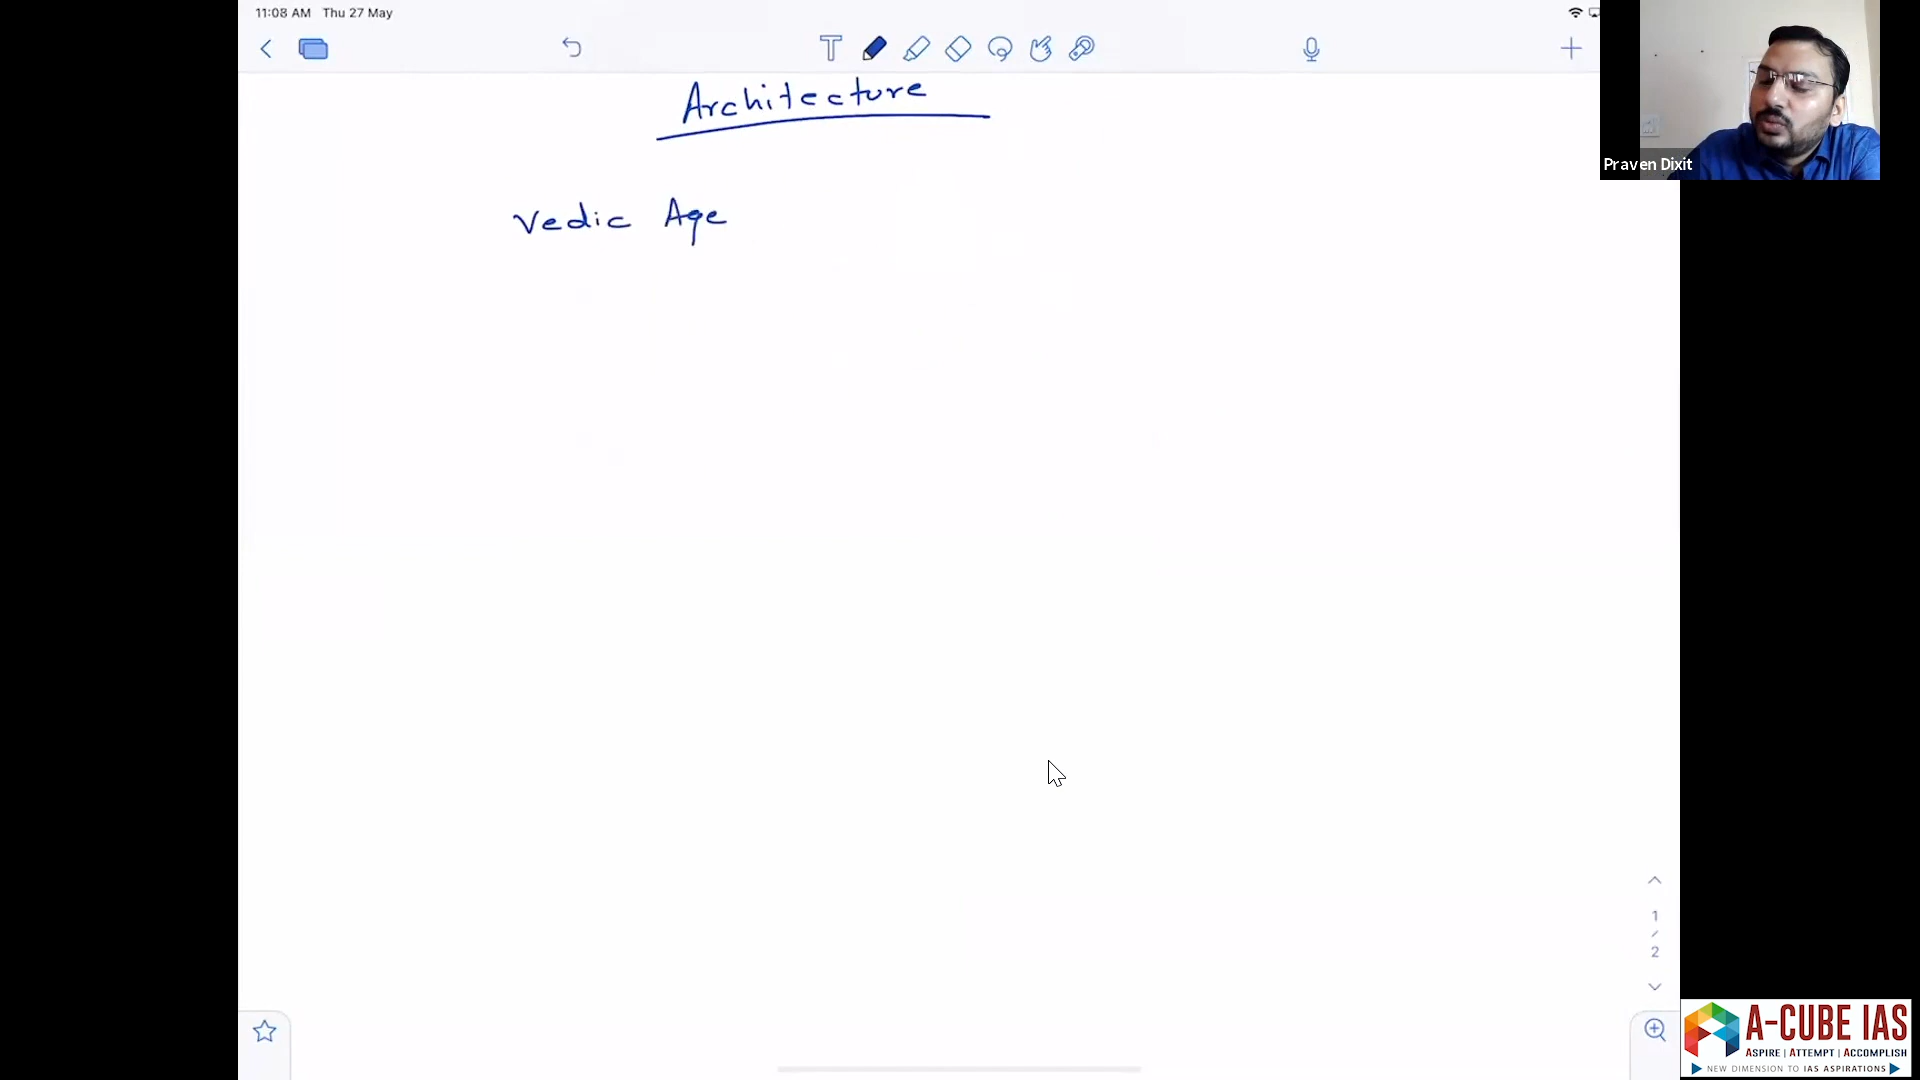 11:08 AM Thu 27 May
Architecture
Vedic Age
Praven Dixit
1
2
A-CUBE IAS
ASPIRE | ATTEMPT | ACCOMPLISH
NEW DIMENSION TO IAS ASPIRATIONS